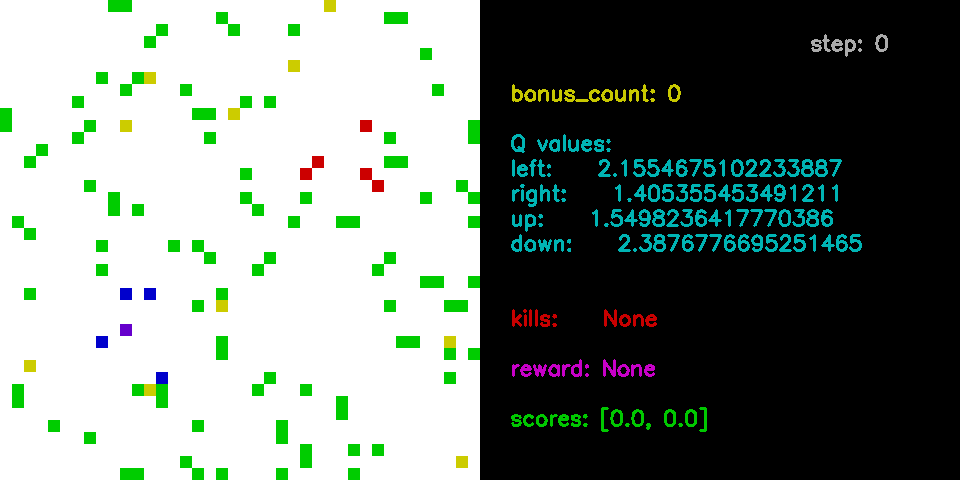 step: 0
bonus_count: 0
Q values:
left: 2.1554675102233887
right: 1.405355453491211
up: 1.5498236417770386
down: 2.3876776695251465
kills: None
reward: None
scores: [0.0, 0.0]